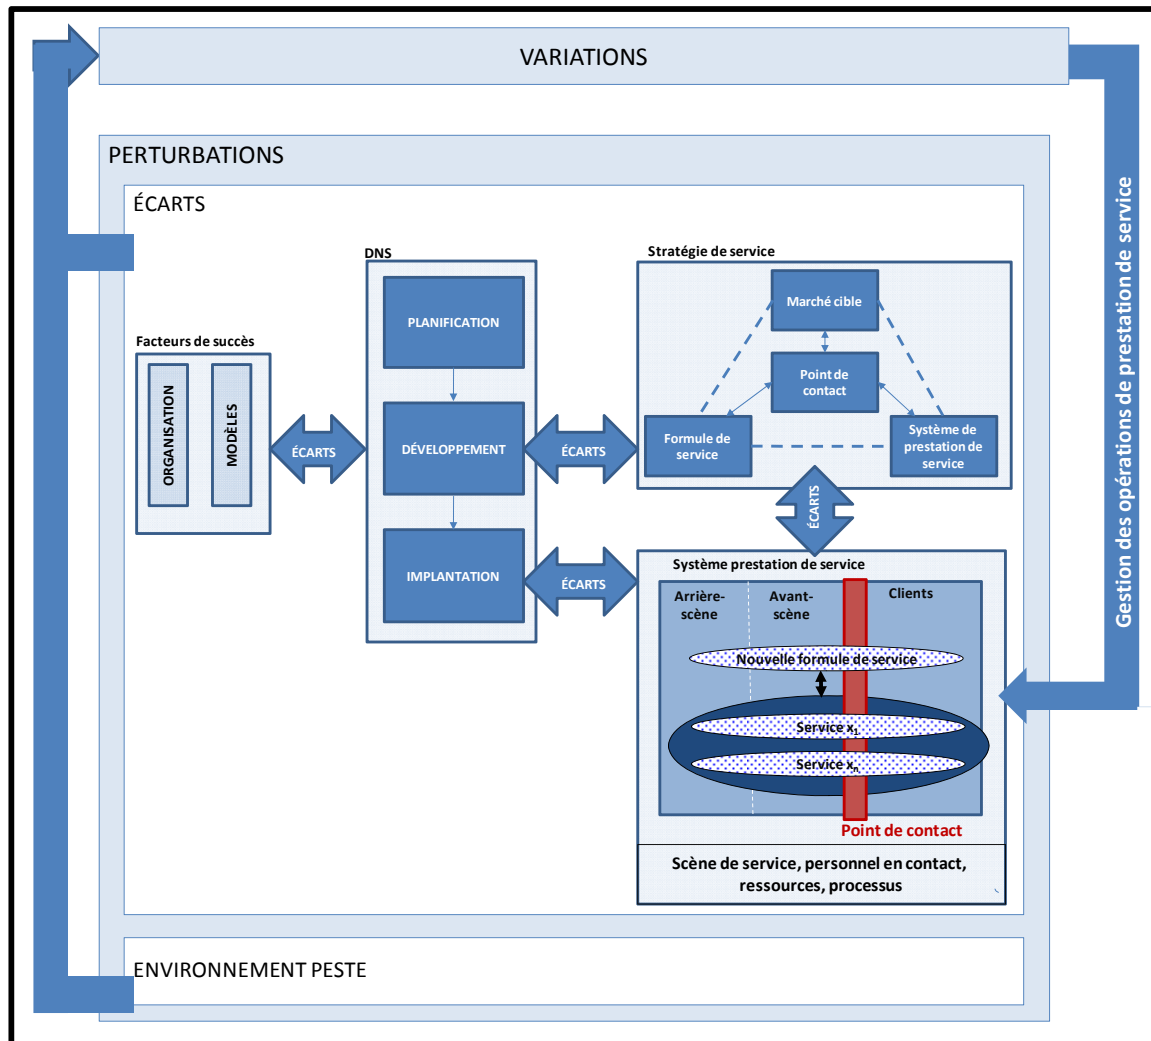 VARIATIONS
PERTURBATIONS
ÉCARTS
DNS
PLANIFICATION
DÉVELOPPEMENT
IMPLANTATION
Facteurs de succès
ORGANISATION
MODÈLES
ÉCARTS
ÉCARTS
ÉCARTS
ÉCARTS
Stratégie de service
Marché cible
Point de
contact
Formule de
service
Système de
prestation de
service
Système prestation de service
Arrière-
scène
Avant-
scène
Clients
Nouvelle formule de service
Service x1
Service xn
Point de contact
Scène de service, personnel en contact,
ressources, processus
ENVIRONNEMENT PESTE
Gestion des opérations de prestation de service